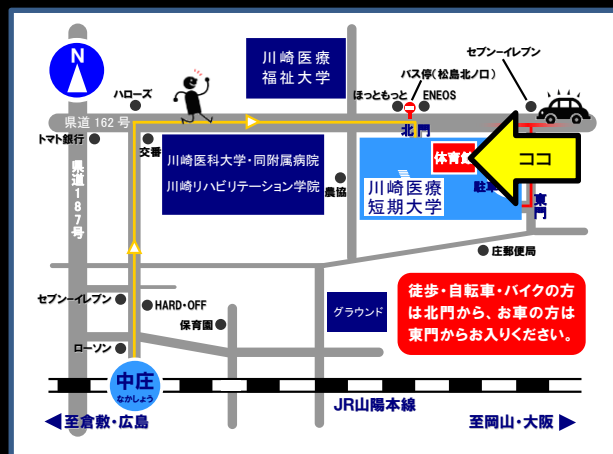 N
川崎医療
福祉大学
セブンーイレブン
バス停(松島北ノ口)
ハローズ
ほっともっと
ENEOS
県道 162 号
トマト銀行
交番
北門
体育館
ココ
川崎医科大学・同附属病院
川崎リハビリテーション学院
農協
川崎医療
短期大学
駐車
東門
県道187号
庄郵便局
セブンーイレブン
HARD・OFF
保育園
グラウンド
徒歩・自転車・バイクの方
は北門から、お車の方は
東門からお入りください。
ローソン
中庄
なかしょう
JR山陽本線
至倉敷・広島
至岡山・大阪